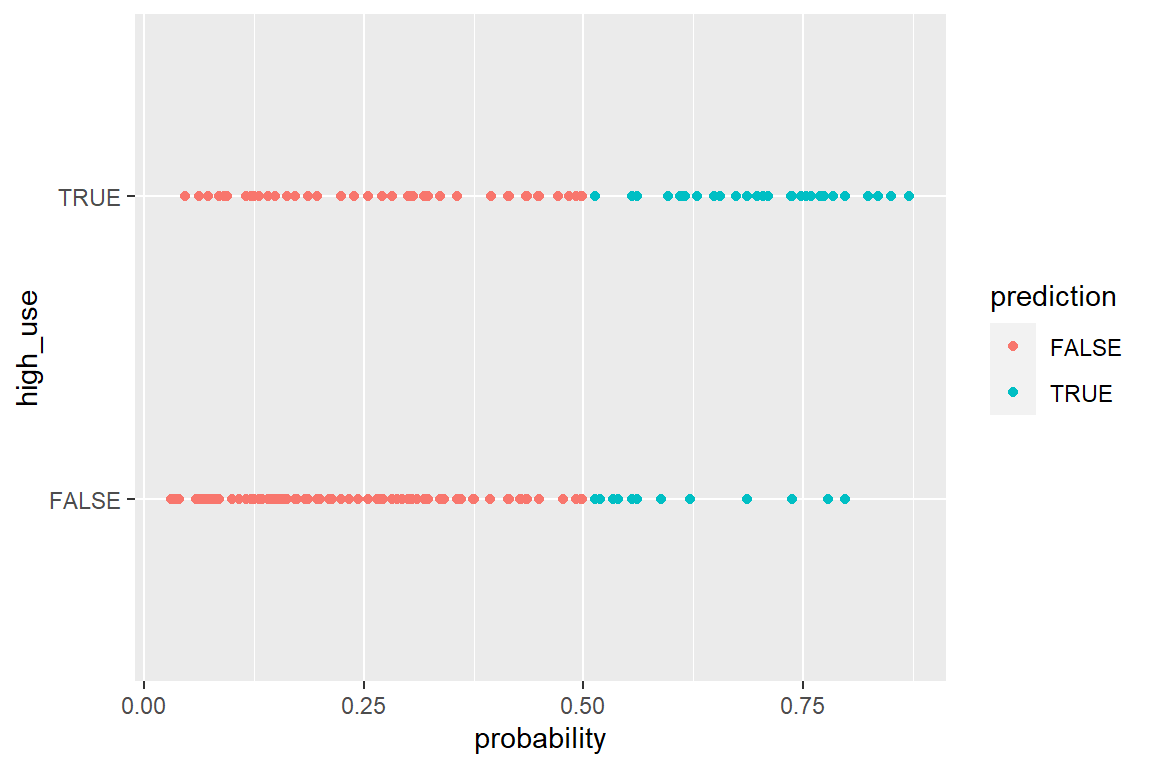 TRUE
FALSE
high_use
0.00 0.25 0.50 0.75
probability
prediction
FALSE
TRUE